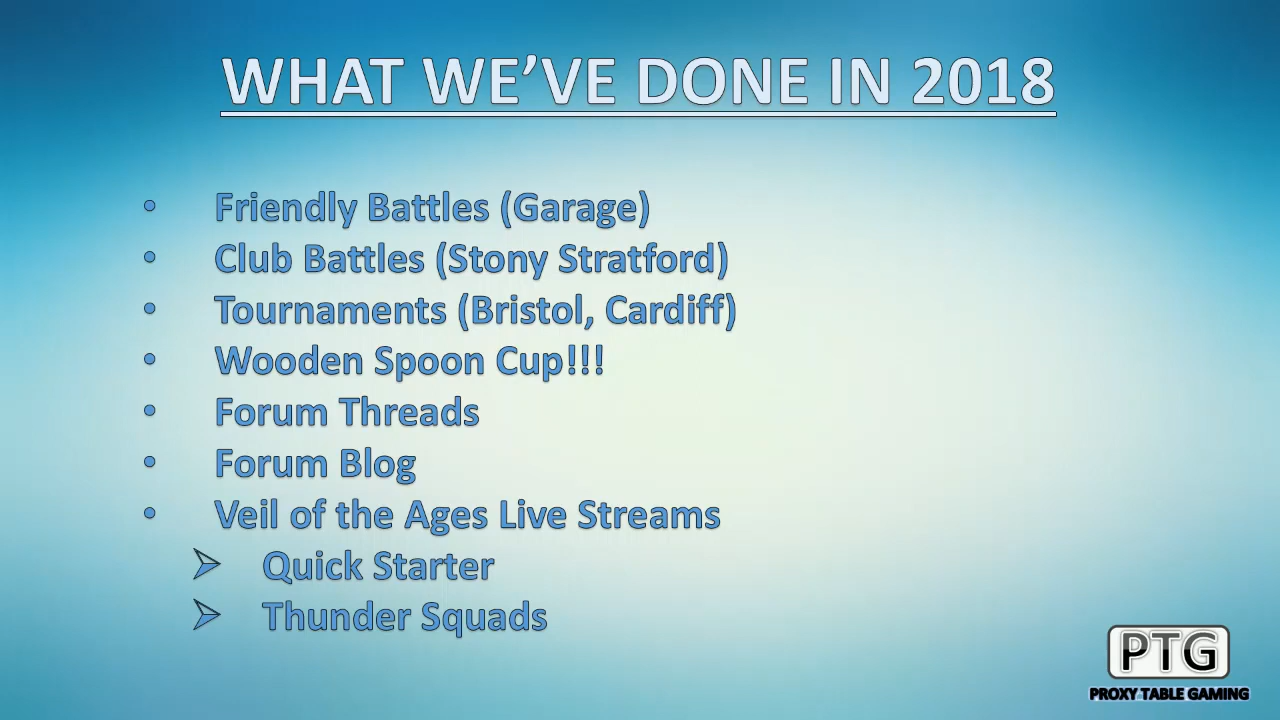 WHAT WE'VE DONE IN 2018
• Friendly Battles (Garage)
• Club Battles (Stony Stratford)
• Tournaments (Bristol, Cardiff)
• Wooden Spoon Cup!!!
• Forum Threads
• Forum Blog
• Veil of the Ages Live Streams
➢ Quick Starter
➢ Thunder Squads
PTG
PROXY TABLE GAMING